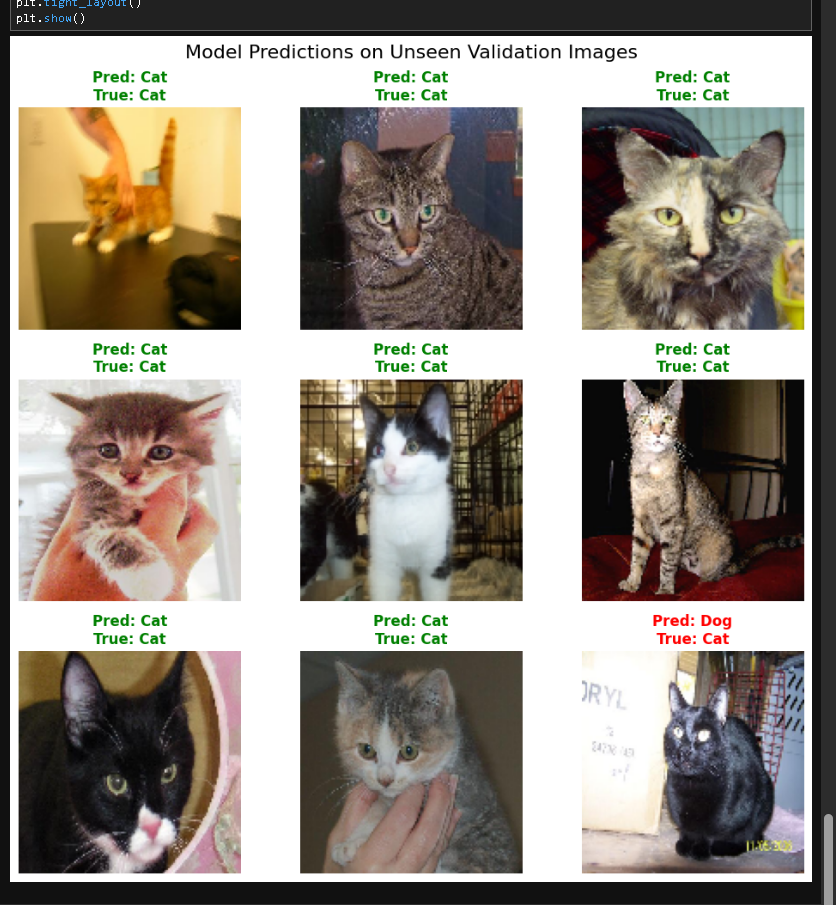 plt.tight_layout()
plt.show()
Model Predictions on Unseen Validation Images
Pred: Cat
True: Cat
Pred: Cat
True: Cat
Pred: Cat
True: Cat
Pred: Cat
True: Cat
Pred: Cat
True: Cat
Pred: Cat
True: Cat
Pred: Cat
True: Cat
Pred: Cat
True: Cat
Pred: Dog
True: Cat
ORYL